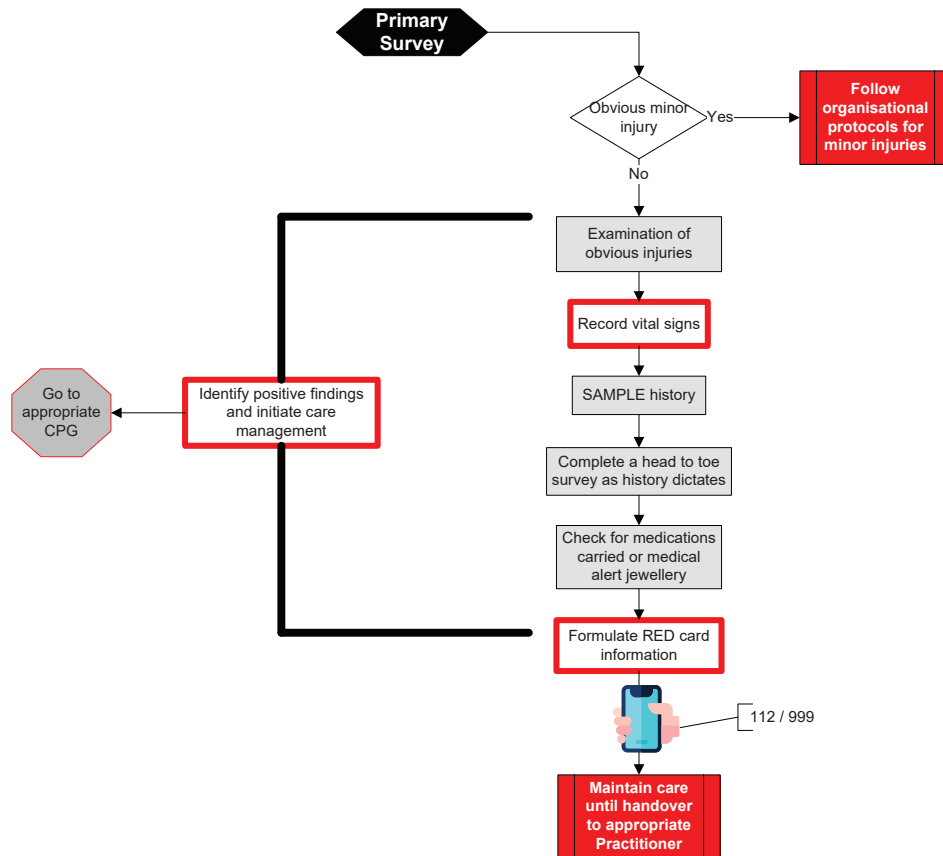 Primary
Survey
Obvious minor
injury
Yes
Follow
organisational
protocols for
minor injuries
No
Examination of
obvious injuries
Record vital signs
SAMPLE history
Go to
appropriate
CPG
Identify positive findings
and initiate care
management
Complete a head to toe
survey as history dictates
Check for medications
carried or medical
alert jewellery
Formulate RED card
information
112 / 999
Maintain care
until handover
to appropriate
Practitioner